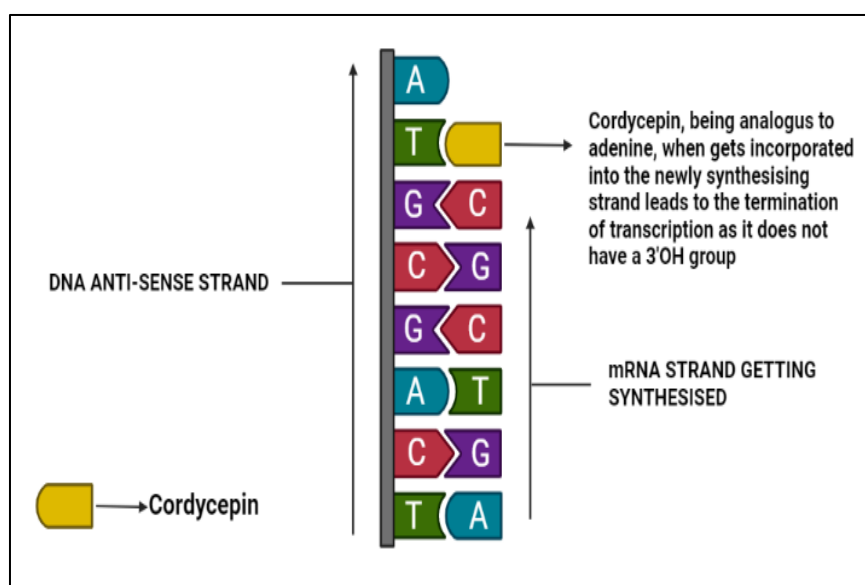 A
T
G C
C G
G C
A T
C G
T A
DNA ANTI-SENSE STRAND
Cordycepin, being analogus to
adenine, when gets incorporated
into the newly synthesising
strand leads to the termination
of transcription as it does not
have a 3'OH group
mRNA STRAND GETTING
SYNTHESISED
Cordycepin